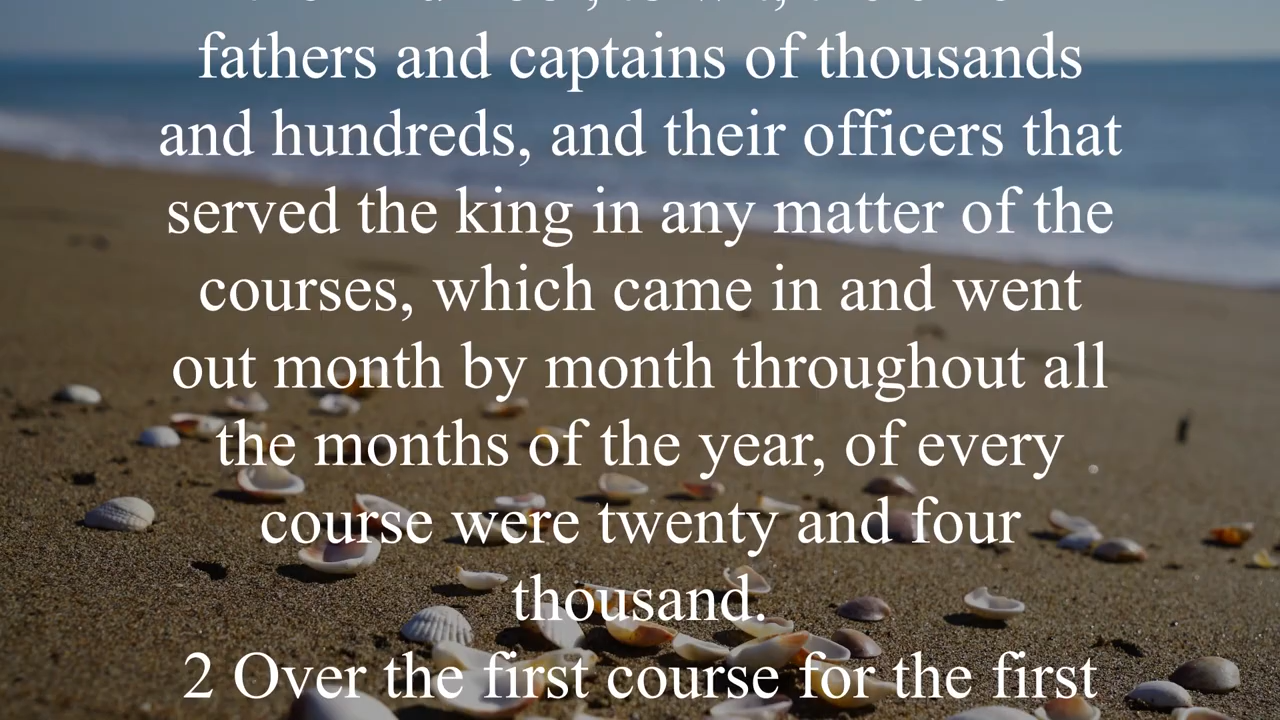 fathers and captains of thousands
and hundreds, and their officers that
served the king in any matter of the
courses, which came in and went
out month by month throughout all
the months of the year, of every
course were twenty and four
thousand.
2 Over the first course for the first